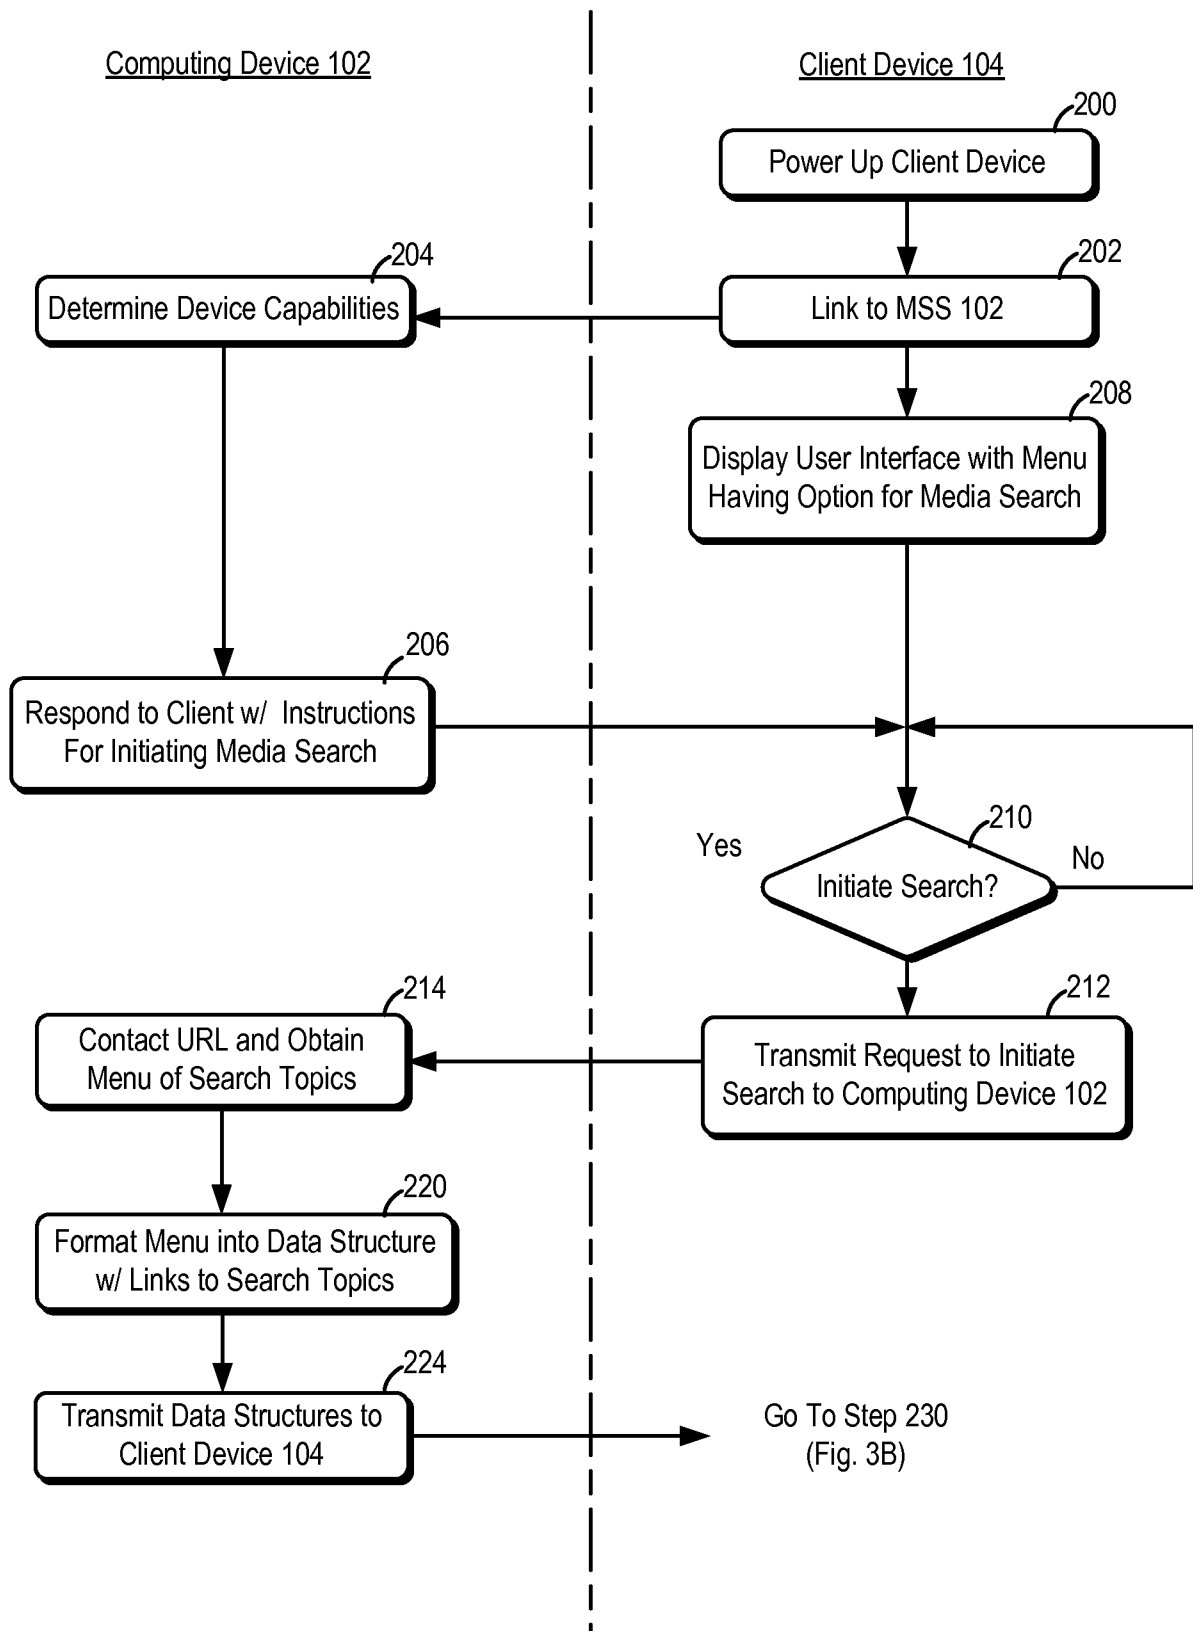 Computing Device 102
Client Device 104
200
Power Up Client Device
204
Determine Device Capabilities
202
Link to MSS 102
208
Display User Interface with Menu
Having Option for Media Search
206
Respond to Client w/ Instructions
For Initiating Media Search
210
Yes
Initiate Search?
No
214
Contact URL and Obtain
Menu of Search Topics
212
Transmit Request to Initiate
Search to Computing Device 102
220
Format Menu into Data Structure
w/ Links to Search Topics
224
Transmit Data Structures to
Client Device 104
Go To Step 230
(Fig. 3B)